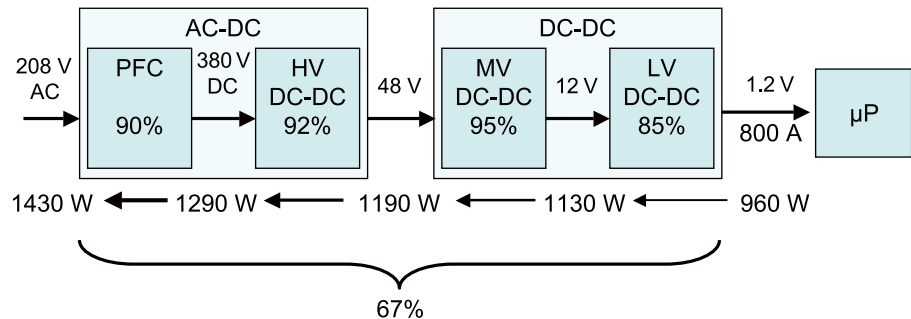 AC-DC
DC-DC
208 V
AC
PFC
90%
380 V
DC
HV
DC-DC
92%
48 V
MV
DC-DC
95%
12 V
LV
DC-DC
85%
1.2 V
800 A
µP
1430 W
1290 W
1190 W
1130 W
960 W
67%